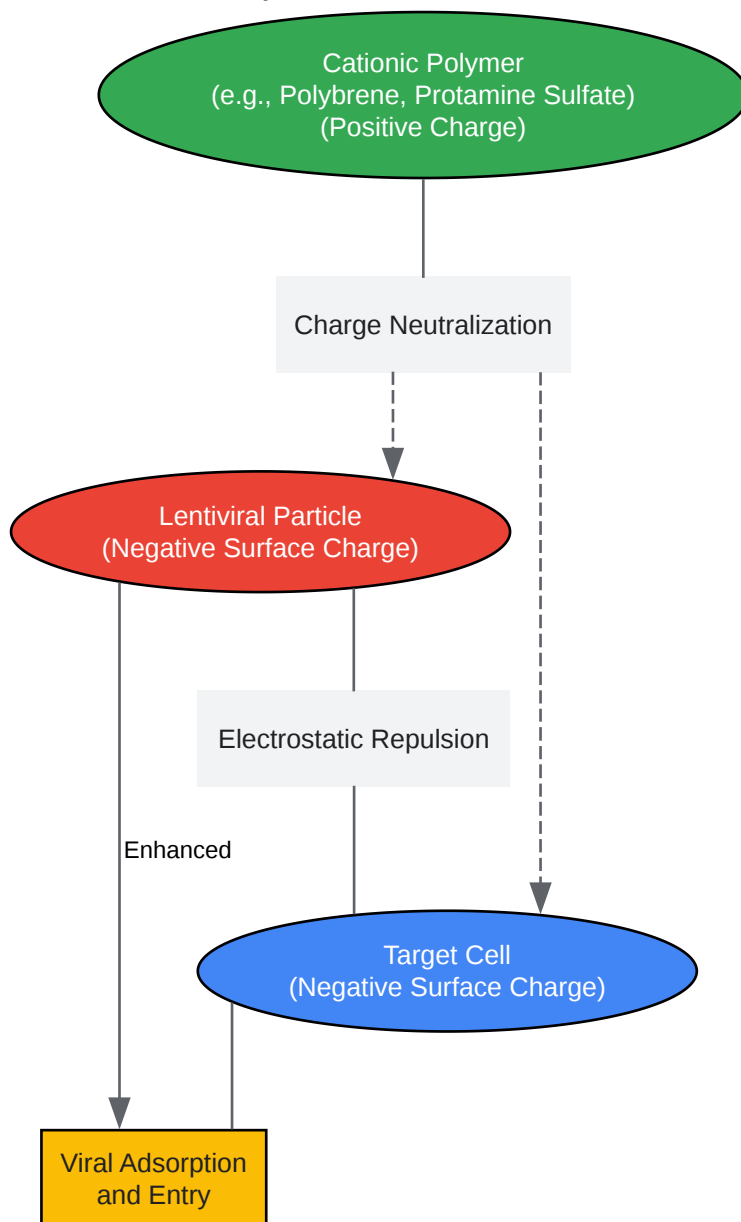 Cationic Polymer
(e.g., Polybrene, Protamine Sulfate)
(Positive Charge)
Charge Neutralization
Lentiviral Particle
(Negative Surface Charge)
Electrostatic Repulsion
Enhanced
Target Cell
(Negative Surface Charge)
Viral Adsorption
and Entry